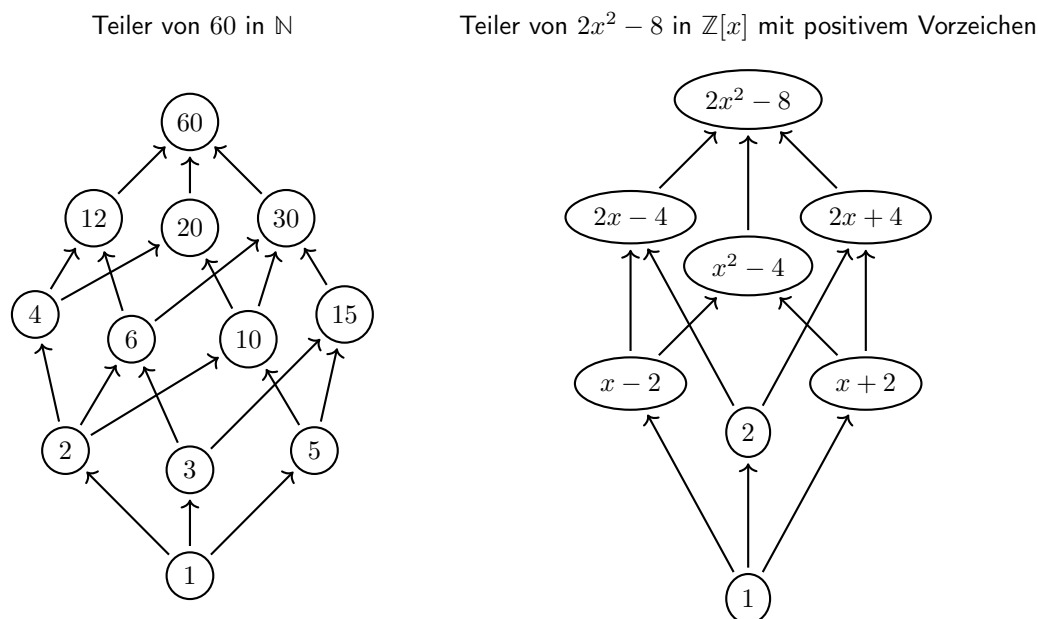 Teiler von 60 in ℕ
Teiler von 2x² − 8 in ℤ[x] mit positivem Vorzeichen
60
12
20
30
4
6
10
15
2
3
5
1
2x² − 8
2x − 4
2x + 4
x² − 4
x − 2
x + 2
2
1